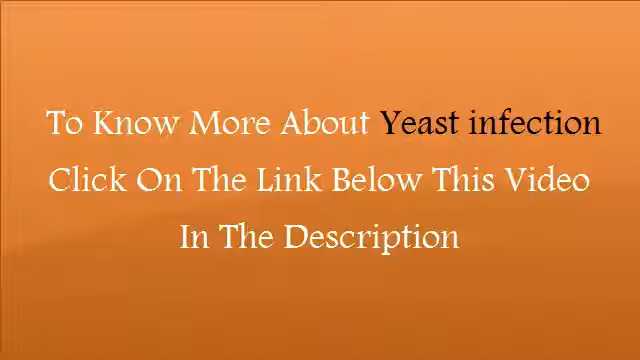 To Know More About Yeast infection
Click On The Link Below This Video
In The Description